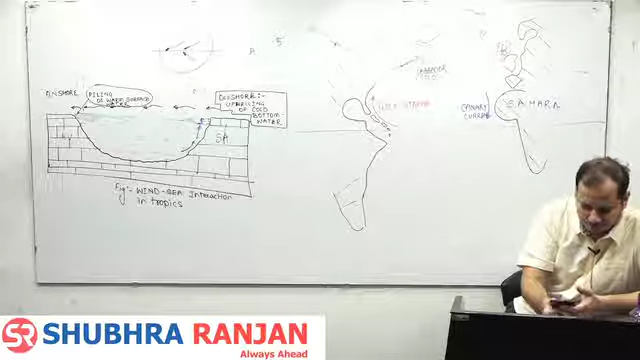 ONSHORE
PILING
OF WARM SURFACE
WATER
OFFSHORE:-
UPWELLING
OF COLD
BOTTOM-
WATER
SA
Fig:- WIND-SEA Interaction
in tropics
LABRADOR
GULF STREAM
CANARY
CURRENT
SAHARA
SR
SHUBHRA RANJAN
Always Ahead